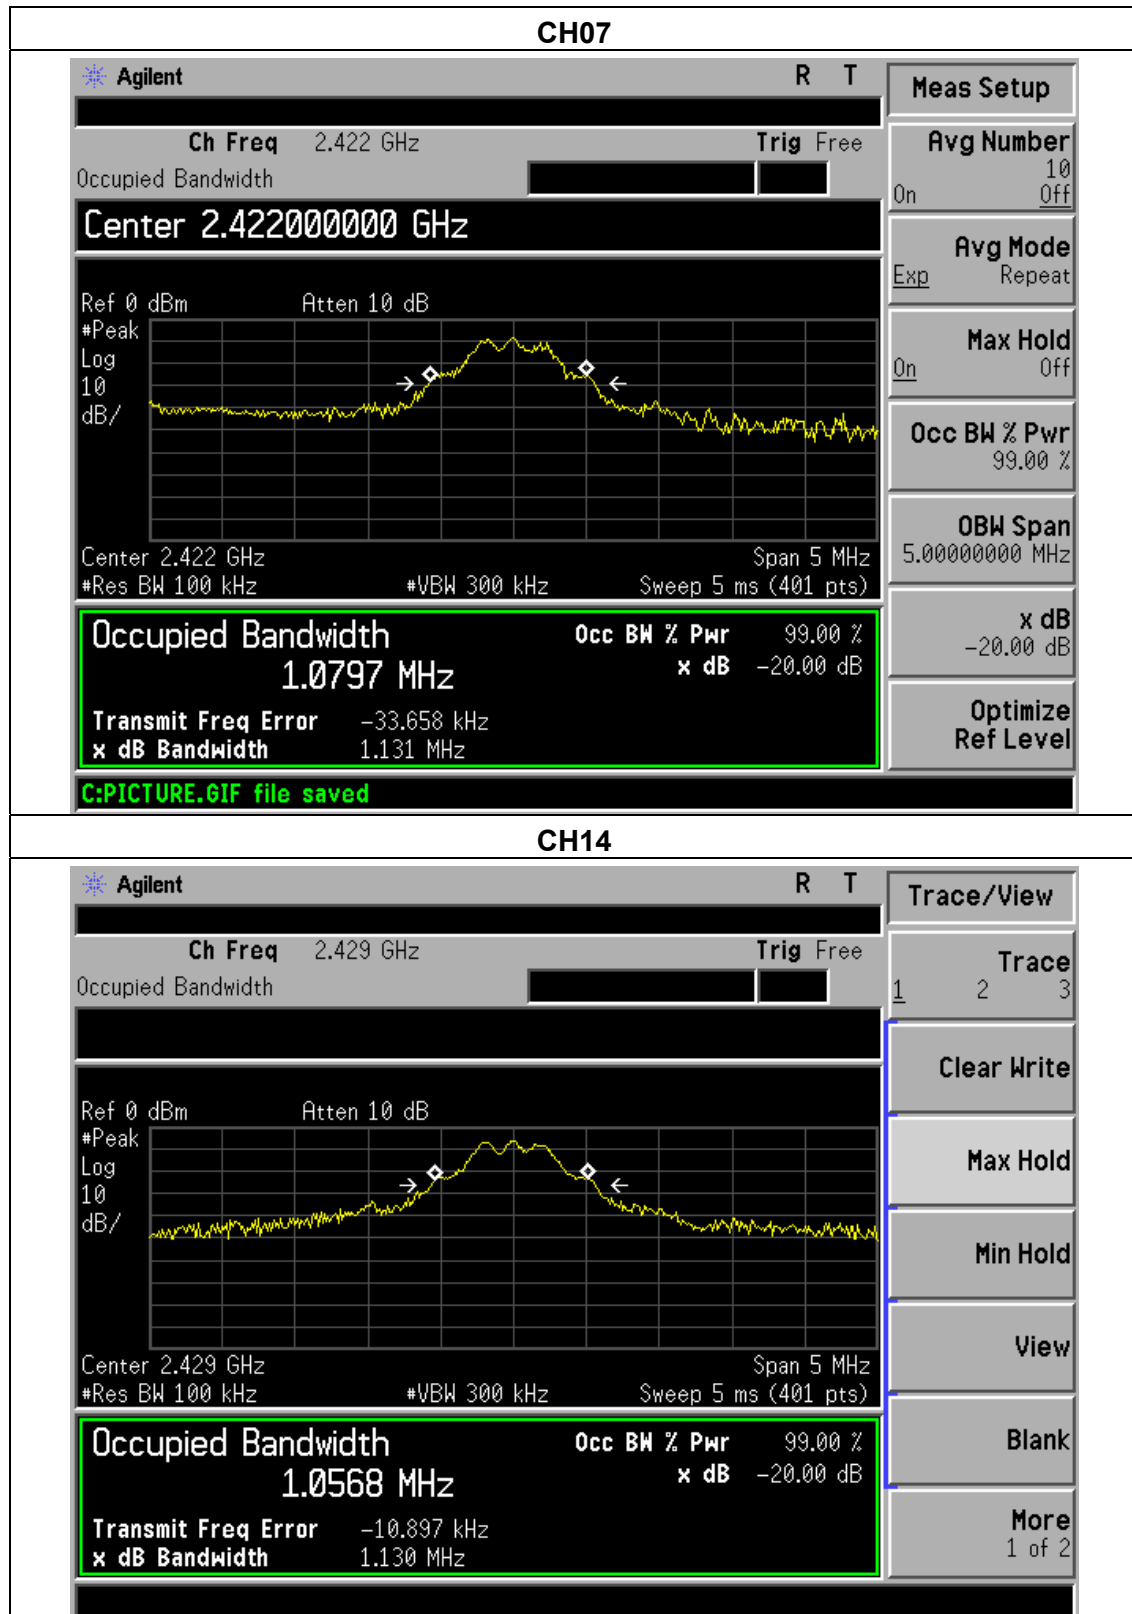 CH07
Agilent R T
Meas Setup
Ch Freq 2.422 GHz Trig Free
Occupied Bandwidth
Avg Number
10
On Off
Center 2.422000000 GHz
Avg Mode
Exp Repeat
Ref 0 dBm Atten 10 dB
#Peak
Log
10
dB/
Max Hold
On Off
Occ BW % Pwr
99.00 %
Center 2.422 GHz Span 5 MHz
#Res BW 100 kHz #VBW 300 kHz Sweep 5 ms (401 pts)
OBW Span
5.00000000 MHz
Occupied Bandwidth Occ BW % Pwr 99.00 %
1.0797 MHz x dB -20.00 dB
x dB
-20.00 dB
Transmit Freq Error -33.658 kHz
x dB Bandwidth 1.131 MHz
Optimize
Ref Level
C:PICTURE.GIF file saved
CH14
Agilent R T
Trace/View
Ch Freq 2.429 GHz Trig Free
Occupied Bandwidth
Trace
1 2 3
Clear Write
Ref 0 dBm Atten 10 dB
#Peak
Log
10
dB/
Max Hold
Min Hold
View
Center 2.429 GHz Span 5 MHz
#Res BW 100 kHz #VBW 300 kHz Sweep 5 ms (401 pts)
Occupied Bandwidth Occ BW % Pwr 99.00 %
1.0568 MHz x dB -20.00 dB
Blank
Transmit Freq Error -10.897 kHz
x dB Bandwidth 1.130 MHz
More
1 of 2